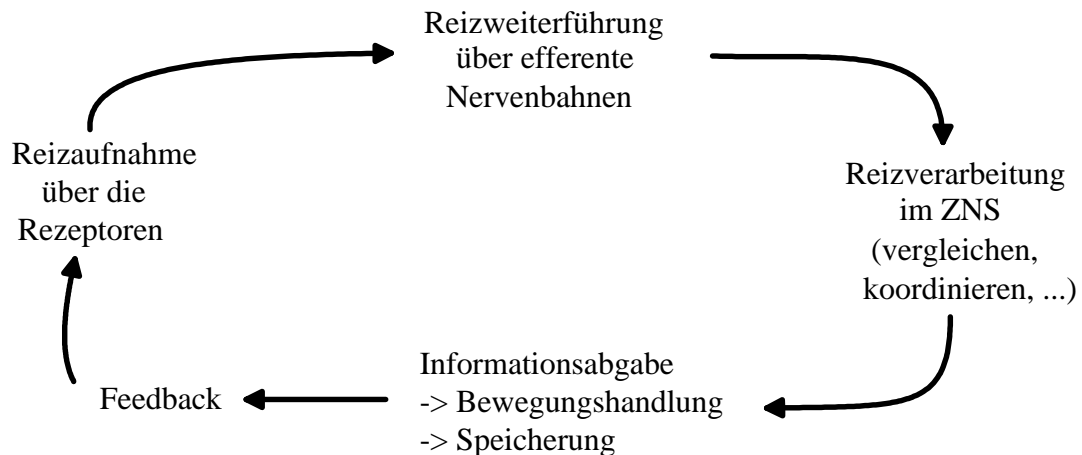 Reizweiterführung
über efferente
Nervenbahnen
Reizaufnahme
über die
Rezeptoren
Reizverarbeitung
im ZNS
(vergleichen,
koordinieren, ...)
Informationsabgabe
-> Bewegungshandlung
-> Speicherung
Feedback